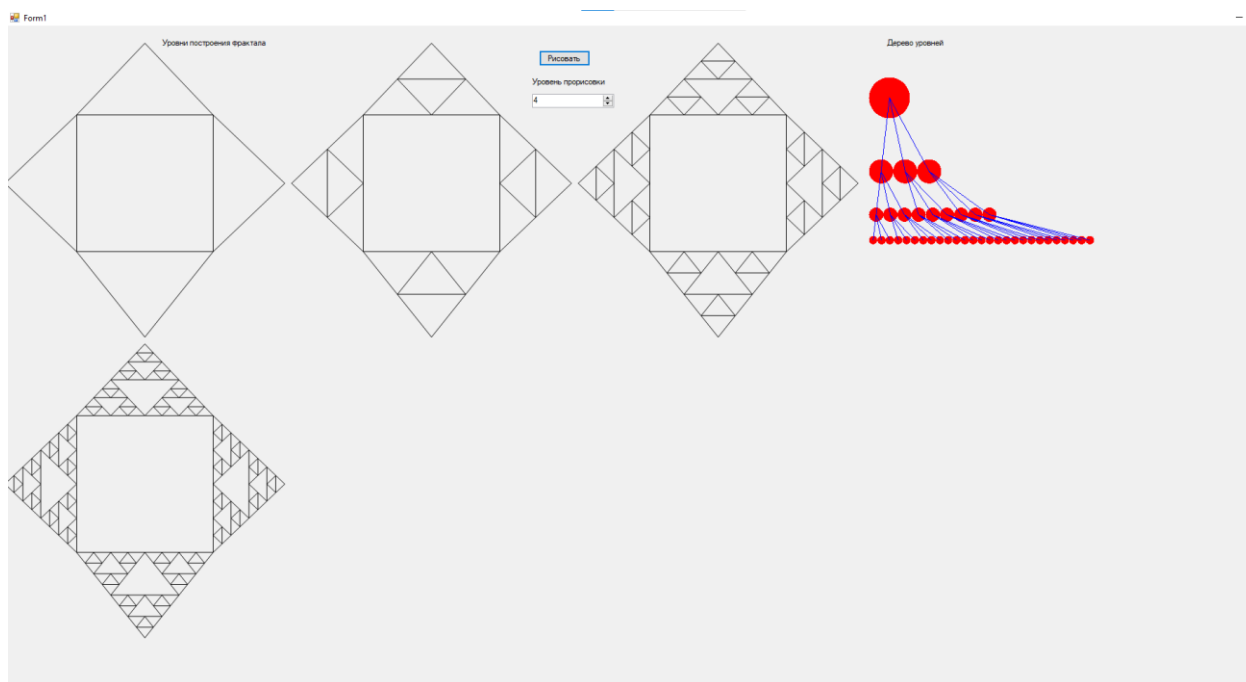 Form1
Уровни построения фрактала
Рисовать
Уровень прорисовки
4
Дерево уровней